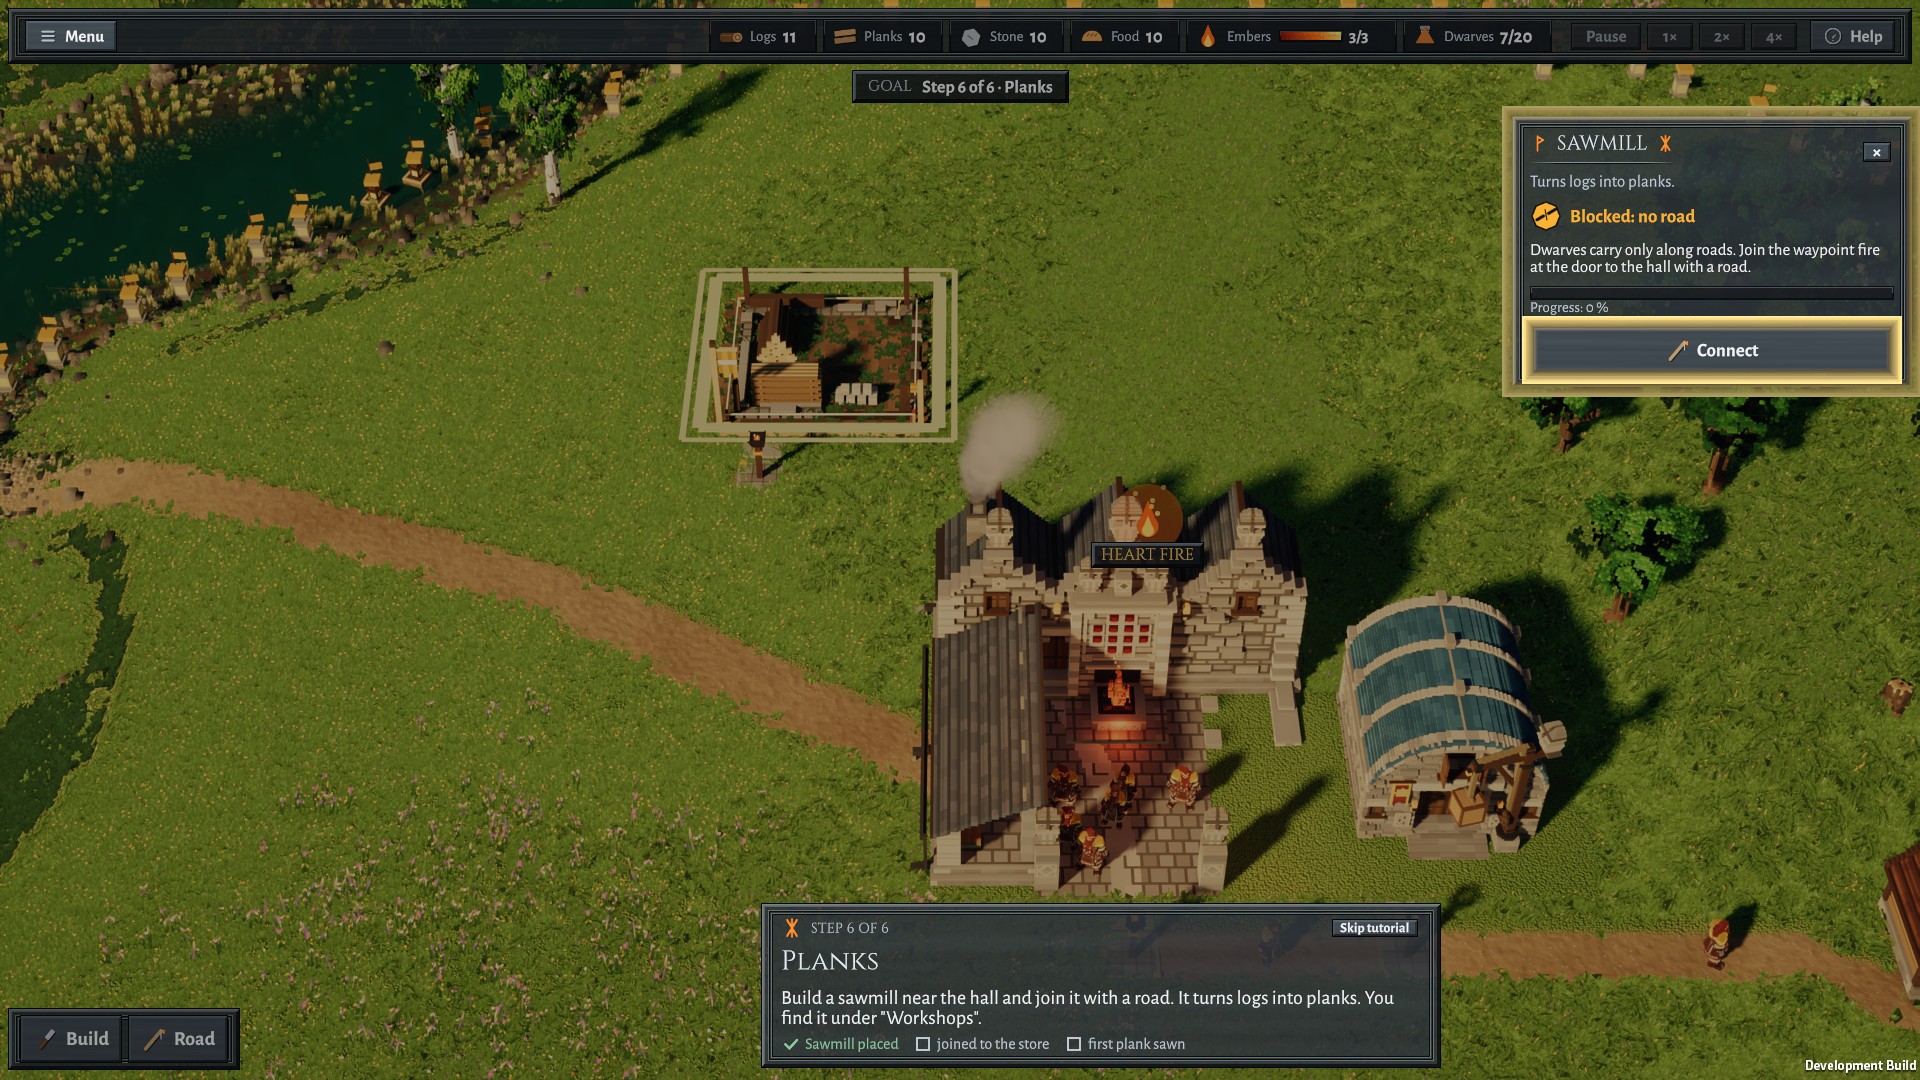 Menu
Logs 11
Planks 10
Stone 10
Food 10
Embers 3/3
Dwarves 7/20
Pause
1×
2×
4×
Help
GOAL Step 6 of 6 · Planks
SAWMILL
×
Turns logs into planks.
Blocked: no road
Dwarves carry only along roads. Join the waypoint fire
at the door to the hall with a road.
Progress: 0 %
Connect
HEART FIRE
STEP 6 OF 6
Skip tutorial
PLANKS
Build a sawmill near the hall and join it with a road. It turns logs into planks. You
find it under "Workshops".
Sawmill placed
joined to the store
first plank sawn
Build
Road
Development Build